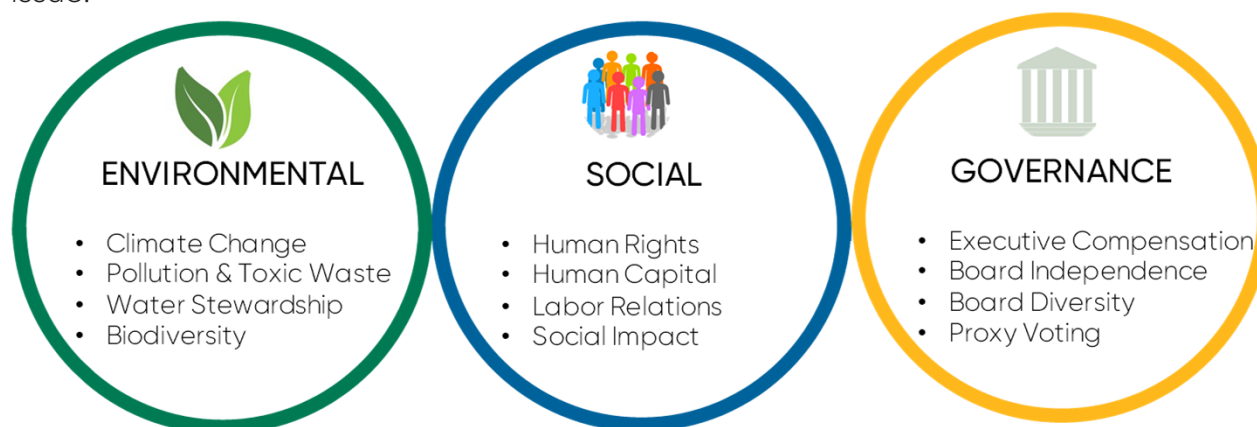 issue.
ENVIRONMENTAL
• Climate Change
• Pollution & Toxic Waste
• Water Stewardship
• Biodiversity
SOCIAL
• Human Rights
• Human Capital
• Labor Relations
• Social Impact
GOVERNANCE
• Executive Compensation
• Board Independence
• Board Diversity
• Proxy Voting